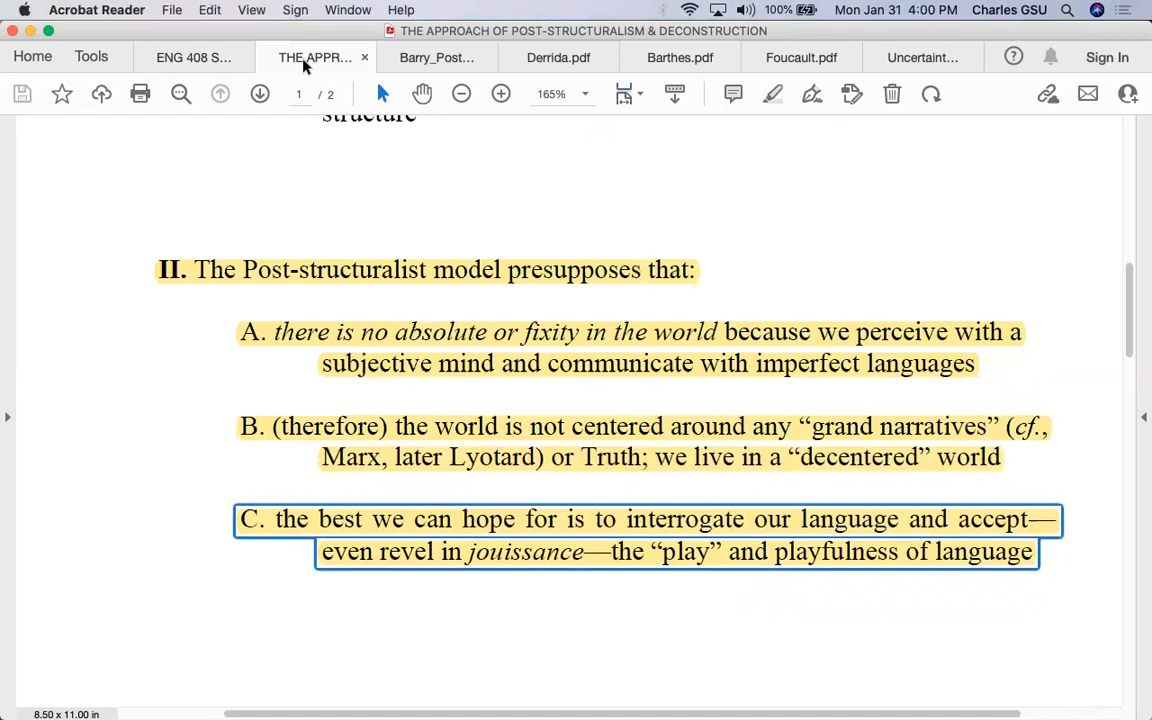 Acrobat Reader File Edit View Sign Window Help 100% Mon Jan 31 4:00 PM Charles GSU
THE APPROACH OF POST-STRUCTURALISM & DECONSTRUCTION
Home Tools ENG 408 S... THE APPR... × Barry_Post... Derrida.pdf Barthes.pdf Foucault.pdf Uncertaint... ? Sign In
1 / 2 165%
structure
II. The Post-structuralist model presupposes that:
A. there is no absolute or fixity in the world because we perceive with a
subjective mind and communicate with imperfect languages
B. (therefore) the world is not centered around any “grand narratives” (cf.,
Marx, later Lyotard) or Truth; we live in a “decentered” world
C. the best we can hope for is to interrogate our language and accept—
even revel in jouissance—the “play” and playfulness of language
8.50 x 11.00 in